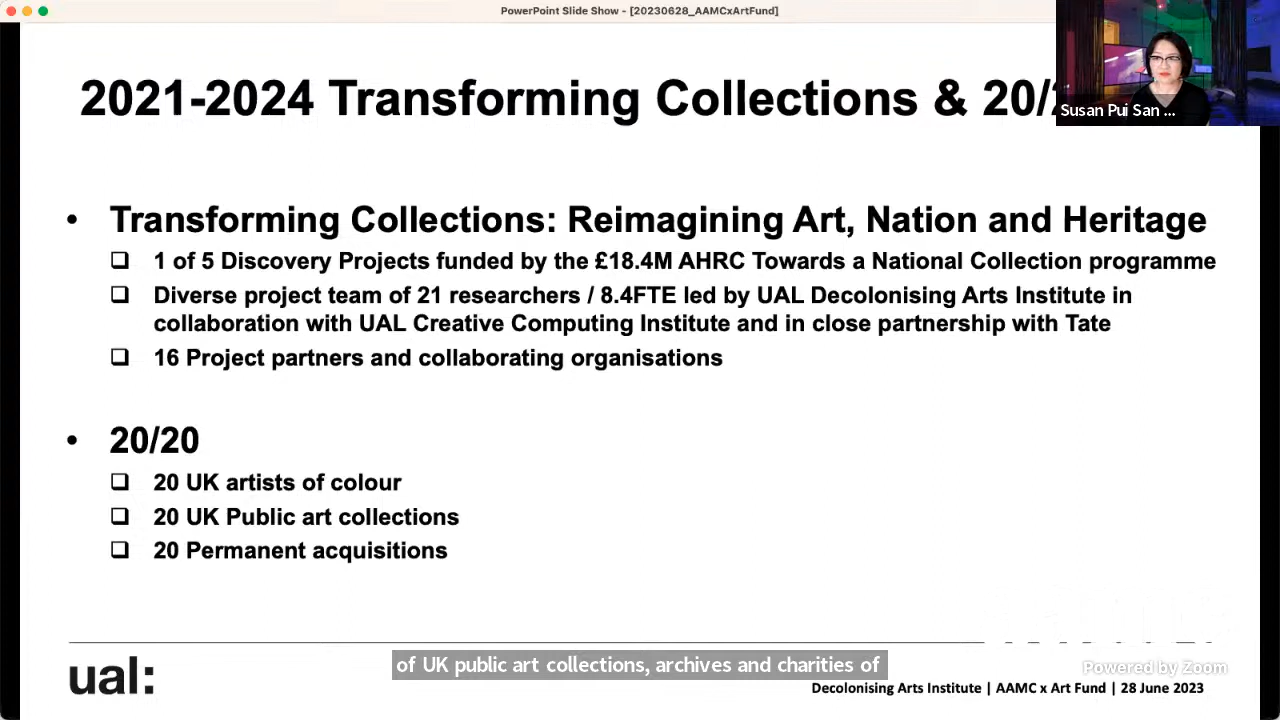 PowerPoint Slide Show - [20230628_AAMCxArtFund]
2021-2024 Transforming Collections & 20/
Susan Pui San ...
• Transforming Collections: Reimagining Art, Nation and Heritage
❑ 1 of 5 Discovery Projects funded by the £18.4M AHRC Towards a National Collection programme
❑ Diverse project team of 21 researchers / 8.4FTE led by UAL Decolonising Arts Institute in
collaboration with UAL Creative Computing Institute and in close partnership with Tate
❑ 16 Project partners and collaborating organisations
• 20/20
❑ 20 UK artists of colour
❑ 20 UK Public art collections
❑ 20 Permanent acquisitions
of UK public art collections, archives and charities of
Powered by Zoom
ual:
Decolonising Arts Institute | AAMC x Art Fund | 28 June 2023